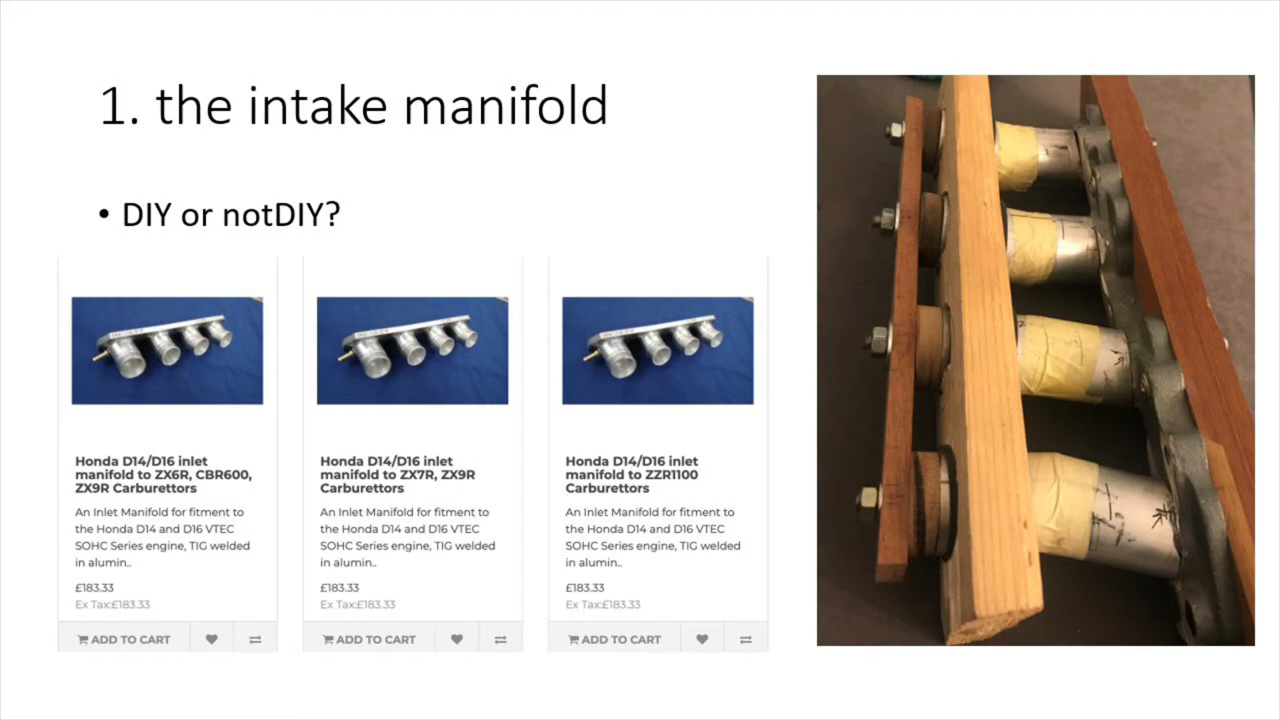 1. the intake manifold
• DIY or notDIY?
Honda D14/D16 inlet
manifold to ZX6R, CBR600,
ZX9R Carburettors
An Inlet Manifold for fitment to
the Honda D14 and D16 VTEC
SOHC Series engine, TIG welded
in alumin..
£183.33
Ex Tax:£183.33
ADD TO CART
Honda D14/D16 inlet
manifold to ZX7R, ZX9R
Carburettors
An Inlet Manifold for fitment to
the Honda D14 and D16 VTEC
SOHC Series engine, TIG welded
in alumin..
£183.33
Ex Tax:£183.33
ADD TO CART
Honda D14/D16 inlet
manifold to ZZR1100
Carburettors
An Inlet Manifold for fitment to
the Honda D14 and D16 VTEC
SOHC Series engine, TIG welded
in alumin..
£183.33
Ex Tax:£183.33
ADD TO CART